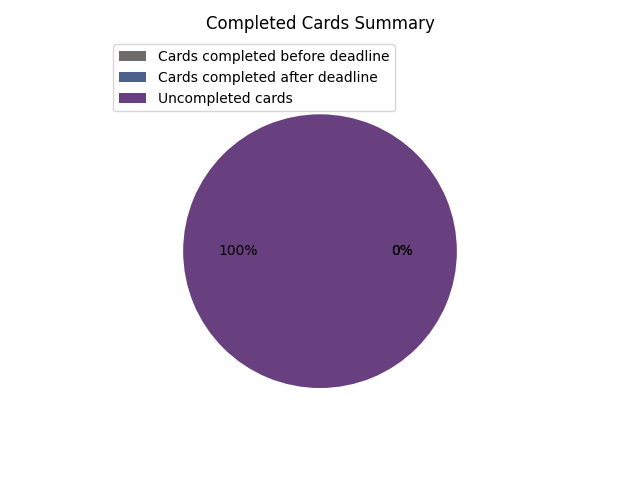 Completed Cards Summary
Cards completed before deadline
Cards completed after deadline
Uncompleted cards
100%
0%